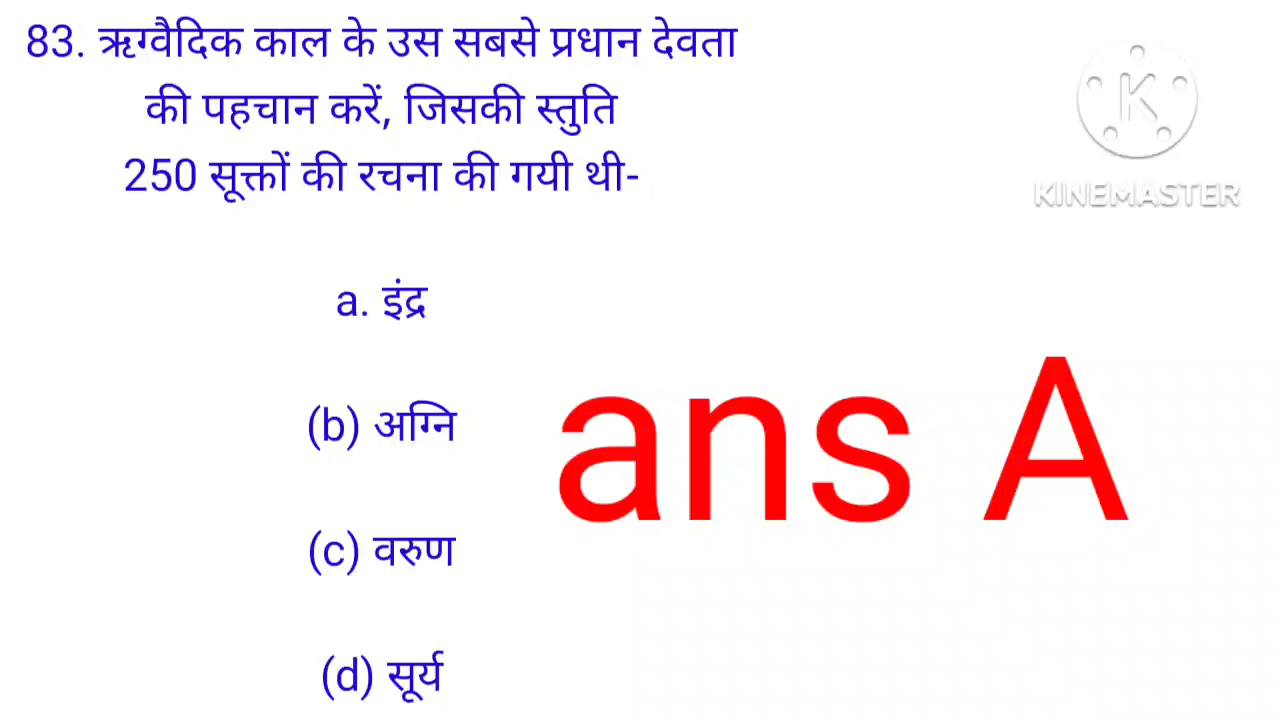 83. ऋग्वैदिक काल के उस सबसे प्रधान देवता
की पहचान करें, जिसकी स्तुति
250 सूक्तों की रचना की गयी थी-
a. इंद्र
(b) अग्नि
(c) वरुण
(d) सूर्य
ans A
K
KINEMASTER